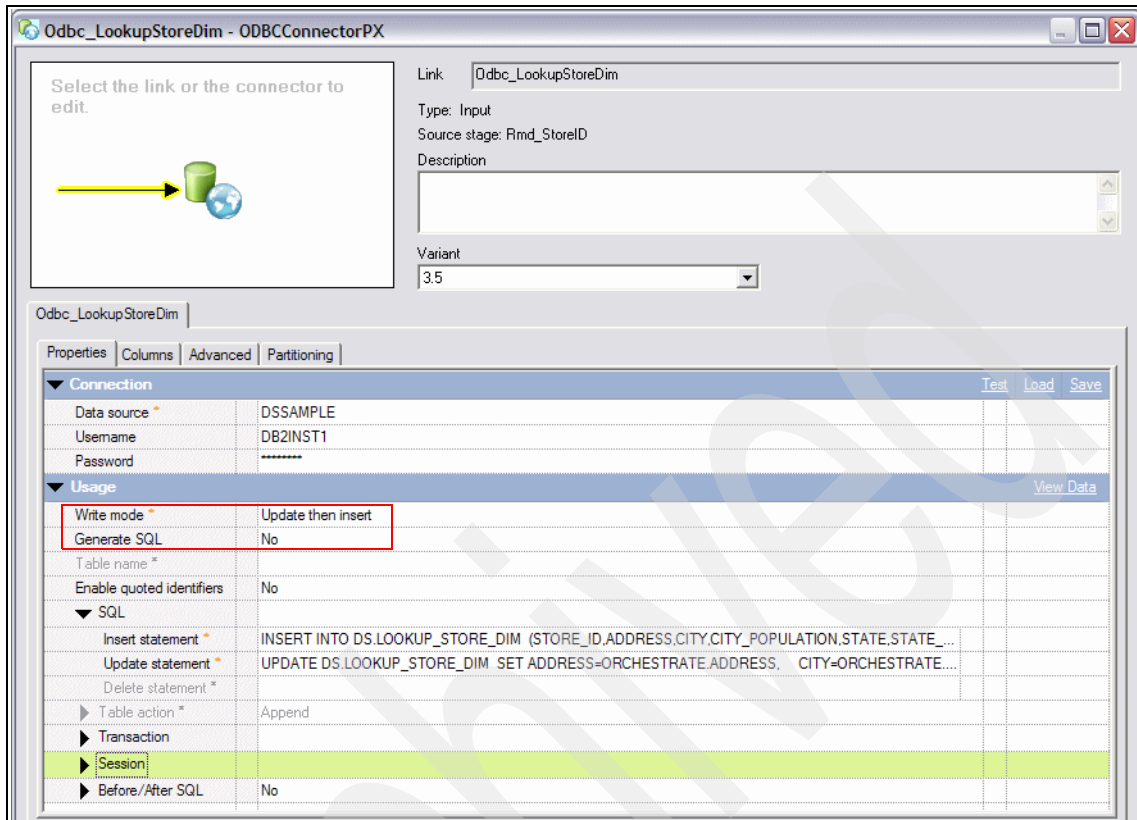 Odbc_LookupStoreDim - ODBCConnectorPX
Select the link or the connector to
edit.
Link Odbc_LookupStoreDim
Type: Input
Source stage: Rmd_StoreID
Description
Variant
3.5
Odbc_LookupStoreDim
Properties Columns Advanced Partitioning
Connection Test Load Save
Data source * DSSAMPLE
Username DB2INST1
Password ********
Usage View Data
Write mode * Update then insert
Generate SQL No
Table name *
Enable quoted identifiers No
SQL
Insert statement * INSERT INTO DS.LOOKUP_STORE_DIM (STORE_ID,ADDRESS,CITY,CITY_POPULATION,STATE,STATE_...
Update statement * UPDATE DS.LOOKUP_STORE_DIM SET ADDRESS=ORCHESTRATE.ADDRESS, CITY=ORCHESTRATE....
Delete statement *
Table action * Append
Transaction
Session
Before/After SQL No
hived